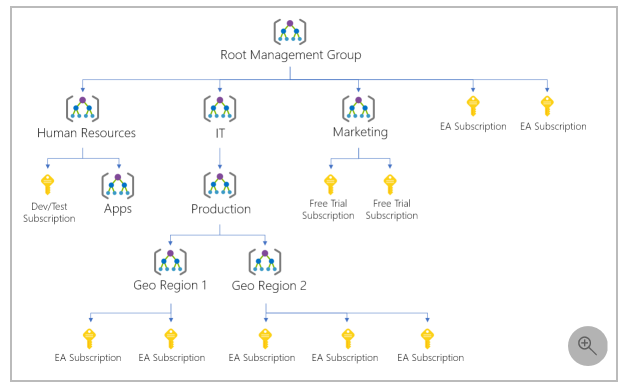 Root Management Group
Human Resources
IT
Marketing
EA Subscription
EA Subscription
Dev/Test
Subscription
Apps
Production
Free Trial
Subscription
Free Trial
Subscription
Geo Region 1
Geo Region 2
EA Subscription
EA Subscription
EA Subscription
EA Subscription
EA Subscription